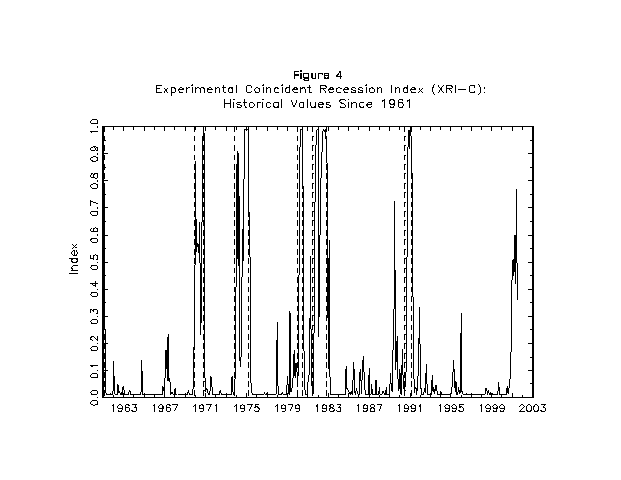 Figure 4
Experimental Coincident Recession Index (XRI-C):
Historical Values Since 1961
Index
1.0
0.9
0.8
0.7
0.6
0.5
0.4
0.3
0.2
0.1
0.0
1963 1967 1971 1975 1979 1983 1987 1991 1995 1999 2003